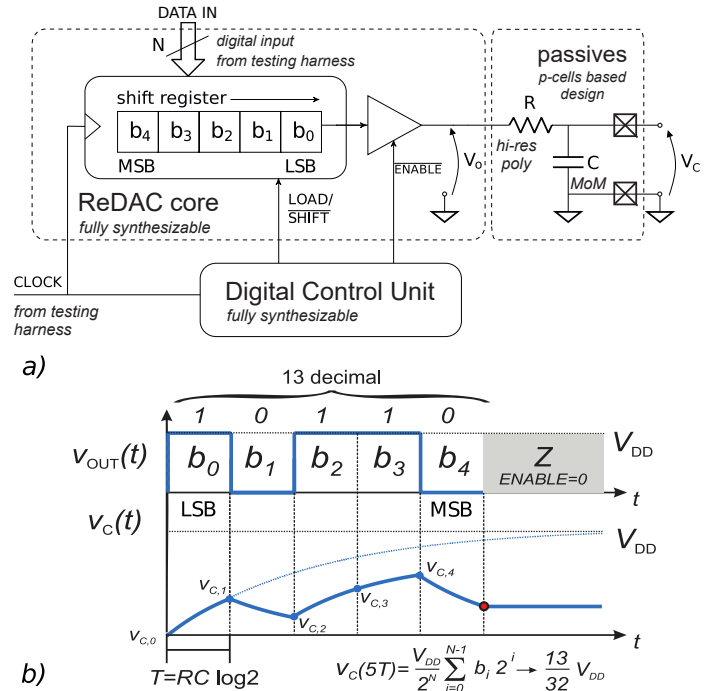 DATA IN
N
digital input
from testing harness
shift register
b4 b3 b2 b1 b0
MSB LSB
ReDAC core
fully synthesizable
LOAD/
SHIFT
ENABLE
Vo
passives
p-cells based
design
R
hi-res
poly
C
MoM
VC
CLOCK
from testing
harness
Digital Control Unit
fully synthesizable
a)
13 decimal
1 0 1 1 0
vOUT(t)
b0 b1 b2 b3 b4
Z
ENABLE=0
VDD
t
LSB MSB
vC(t)
VDD
vC,0
vC,1
vC,2
vC,3
vC,4
t
T=RC log2
b)
vC(5T)= VDD/2^N ∑_{i=0}^{N-1} b_i 2^i → 13/32 VDD